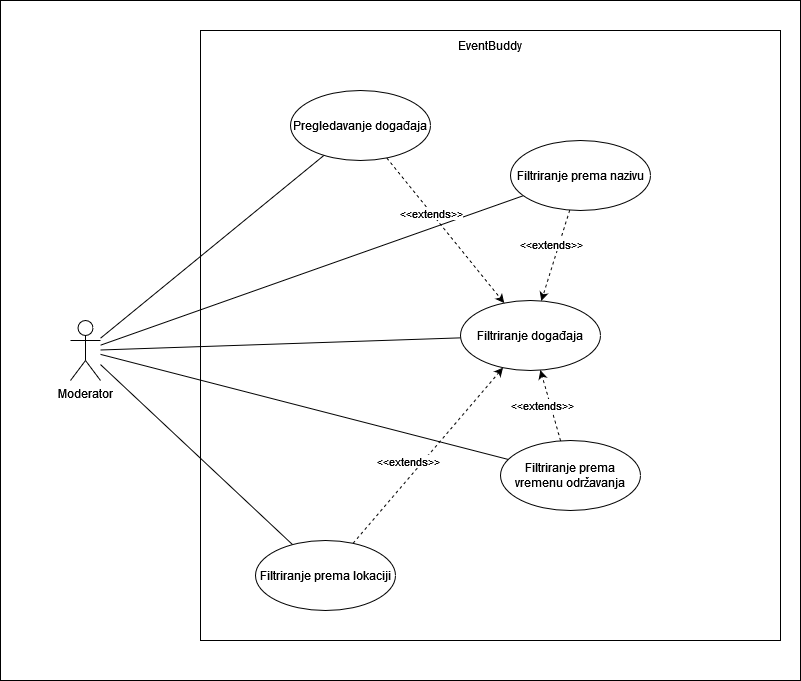 EventBuddy
Pregledavanje događaja
Filtriranje prema nazivu
<<extends>>
<<extends>>
Filtriranje događaja
Moderator
<<extends>>
<<extends>>
Filtriranje prema
vremenu održavanja
Filtriranje prema lokaciji